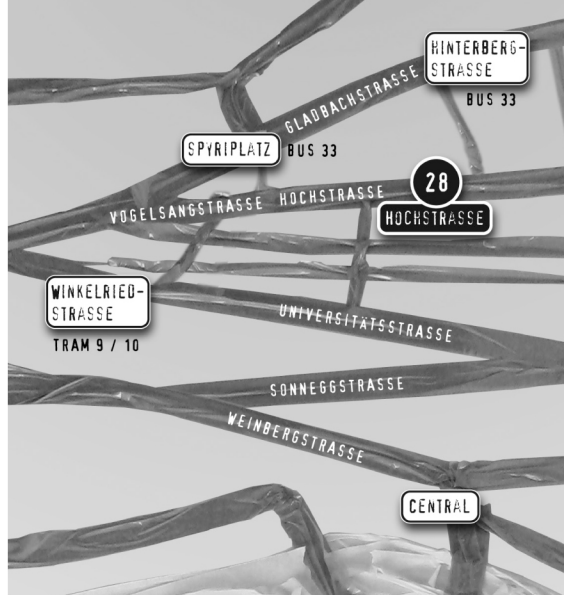 HINTERBERG-
STRASSE
BUS 33
GLADBACHSTRASSE
SPYRIPLATZ
BUS 33
28
HOCHSTRASSE
VOGELSANGSTRASSE HOCHSTRASSE
WINKELRIED-
STRASSE
TRAM 9 / 10
UNIVERSITÄTSSTRASSE
SONNEGGSTRASSE
WEINBERGSTRASSE
CENTRAL